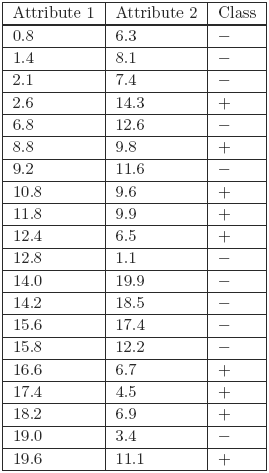 Attribute 1 Attribute 2 Class
0.8 6.3 −
1.4 8.1 −
2.1 7.4 −
2.6 14.3 +
6.8 12.6 −
8.8 9.8 +
9.2 11.6 −
10.8 9.6 +
11.8 9.9 +
12.4 6.5 +
12.8 1.1 −
14.0 19.9 −
14.2 18.5 −
15.6 17.4 −
15.8 12.2 −
16.6 6.7 +
17.4 4.5 +
18.2 6.9 +
19.0 3.4 −
19.6 11.1 +